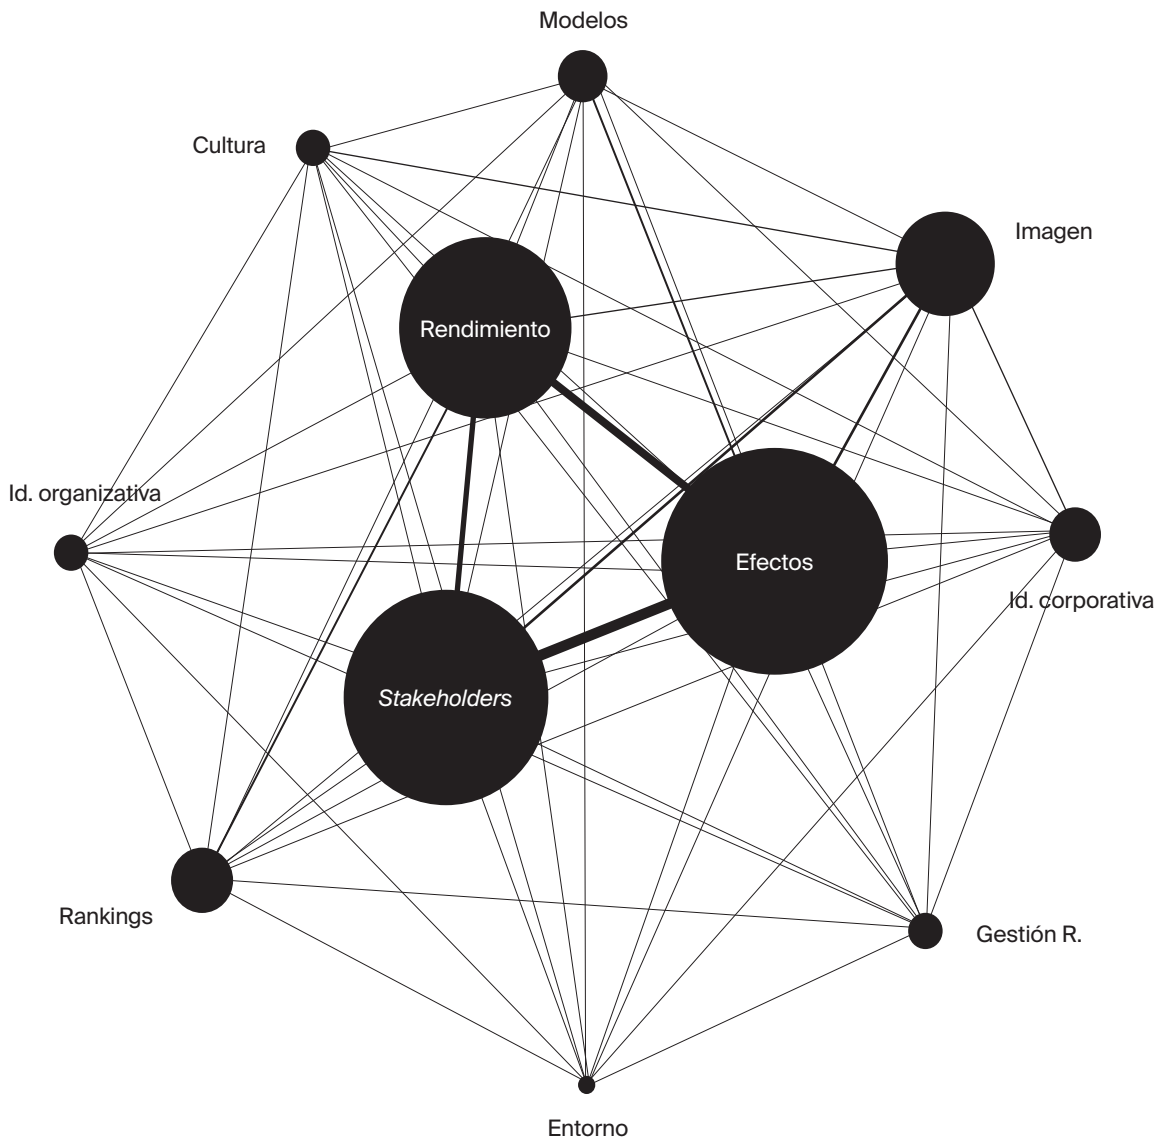 Modelos
Cultura
Imagen
Rendimiento
Id. organizativa
Efectos
Id. corporativa
Stakeholders
Rankings
Gestión R.
Entorno